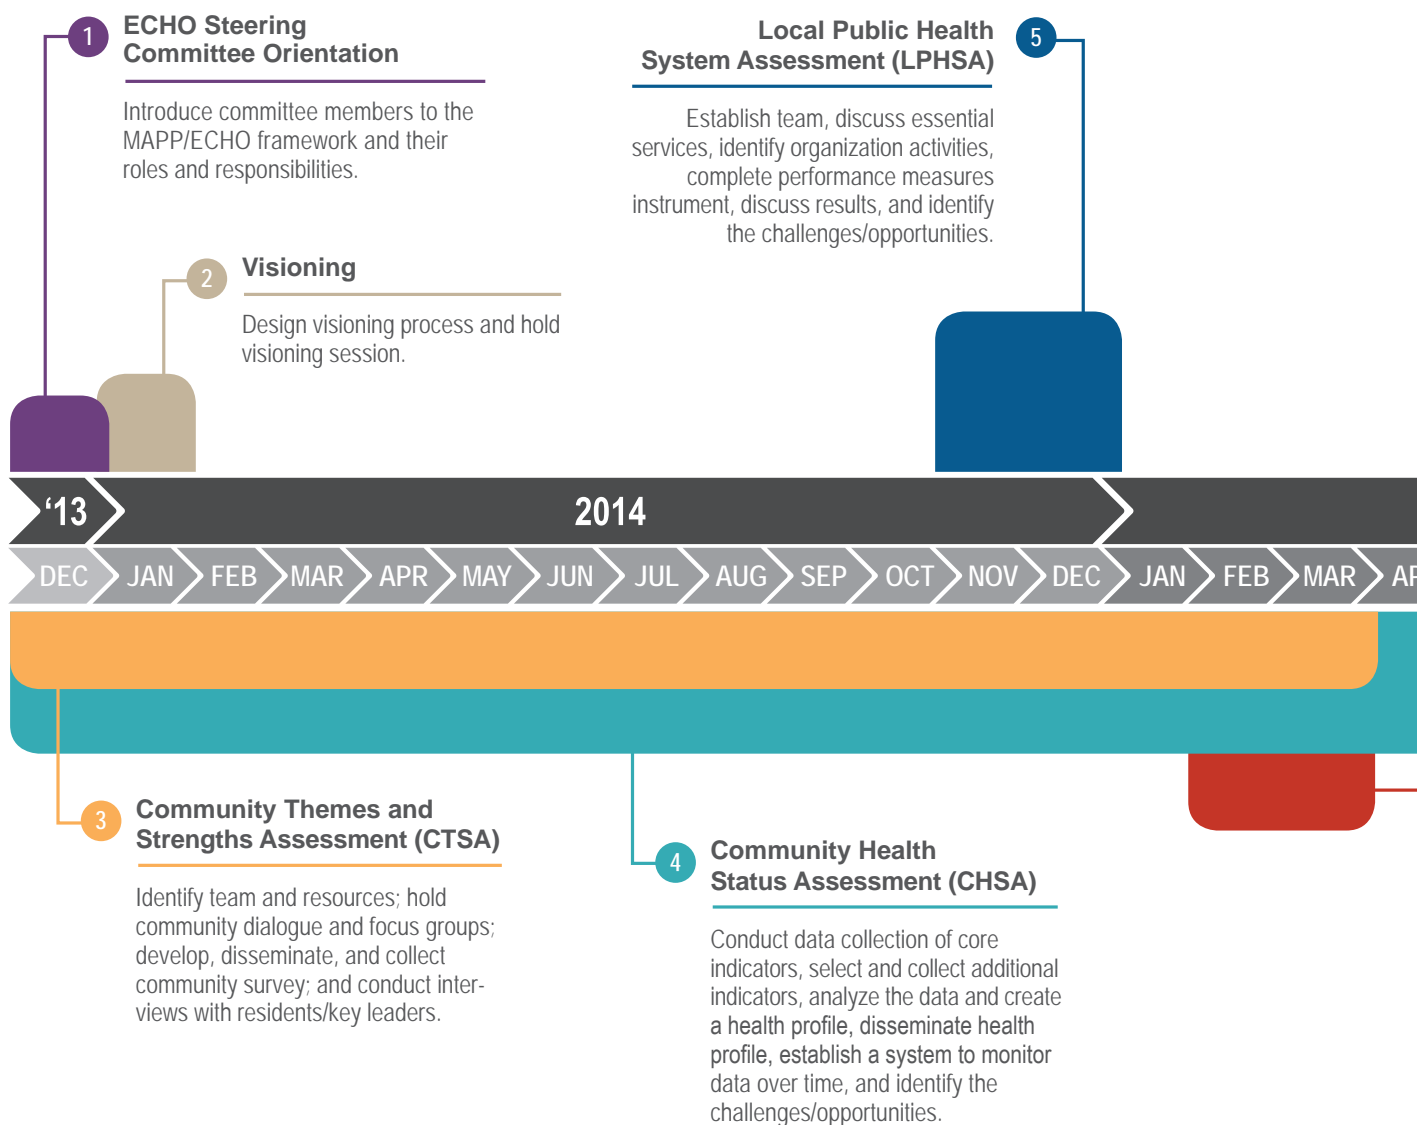 1
ECHO Steering
Committee Orientation
Introduce committee members to the
MAPP/ECHO framework and their
roles and responsibilities.
2
Visioning
Design visioning process and hold
visioning session.
5
Local Public Health
System Assessment (LPHSA)
Establish team, discuss essential
services, identify organization activities,
complete performance measures
instrument, discuss results, and identify
the challenges/opportunities.
‘13
2014
DEC JAN FEB MAR APR MAY JUN JUL AUG SEP OCT NOV DEC JAN FEB MAR
3
Community Themes and
Strengths Assessment (CTSA)
Identify team and resources; hold
community dialogue and focus groups;
develop, disseminate, and collect
community survey; and conduct inter-
views with residents/key leaders.
4
Community Health
Status Assessment (CHSA)
Conduct data collection of core
indicators, select and collect additional
indicators, analyze the data and create
a health profile, disseminate health
profile, establish a system to monitor
data over time, and identify the
challenges/opportunities.